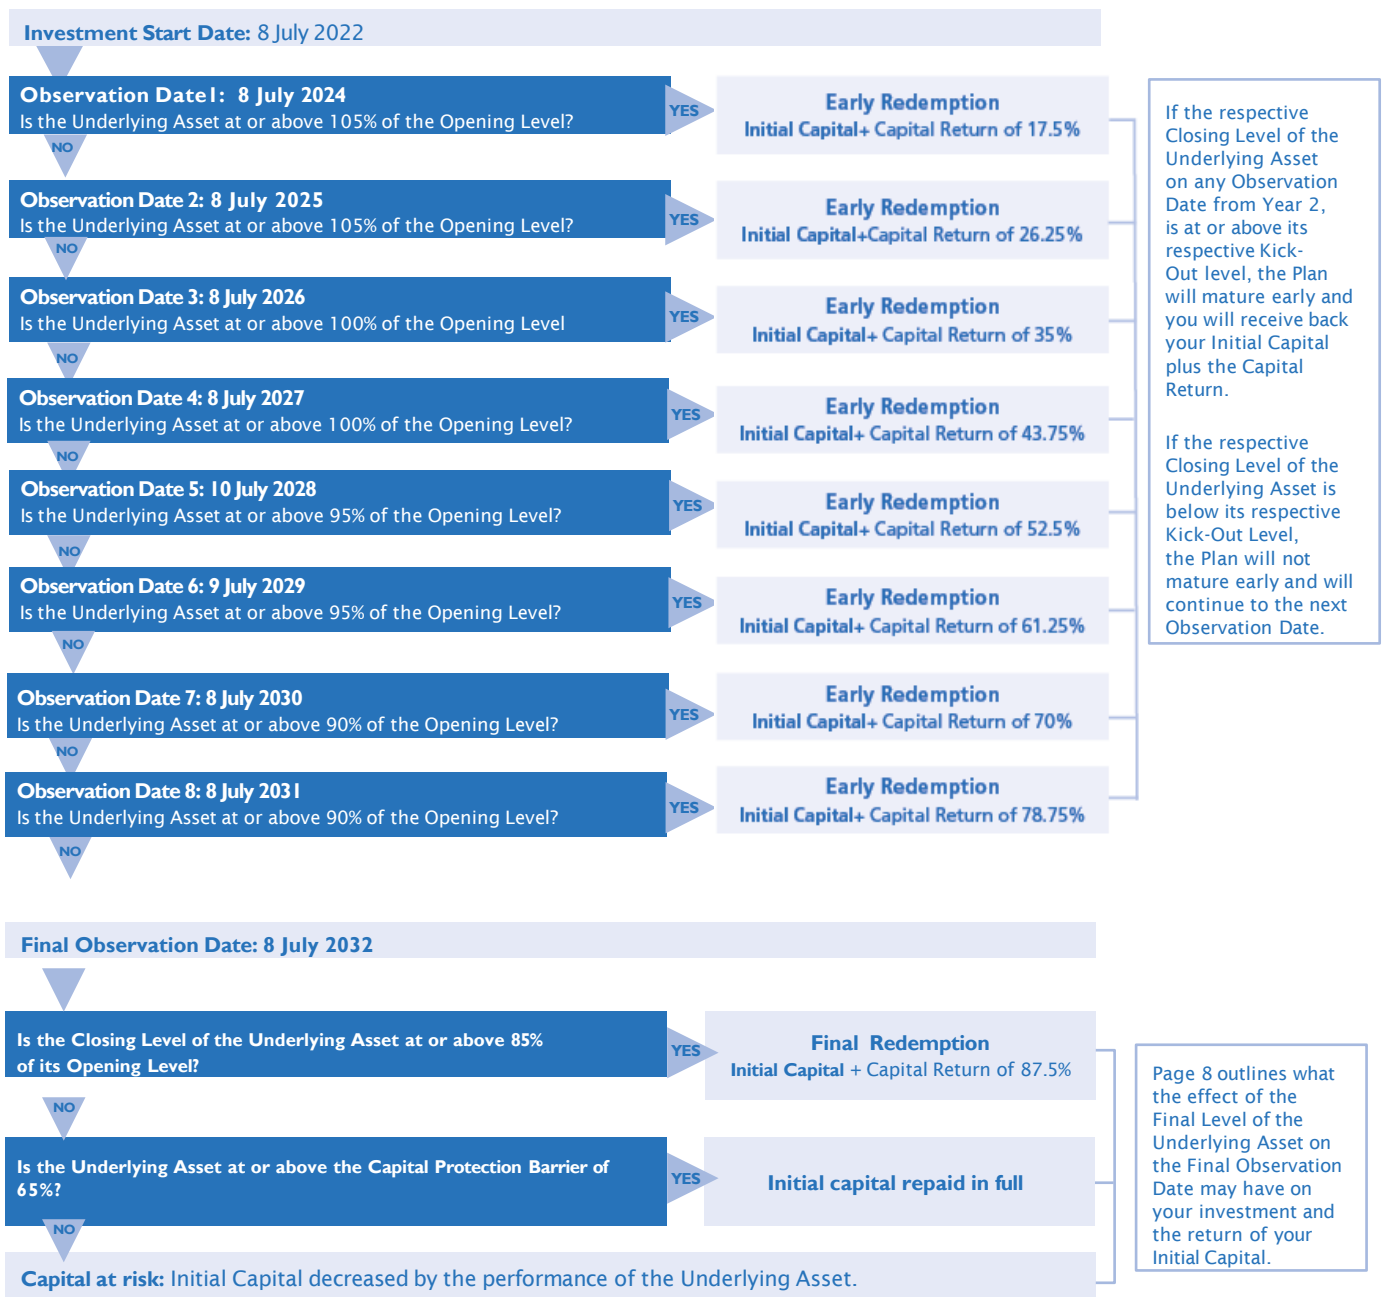 Investment Start Date: 8 July 2022
Observation Date1: 8 July 2024
Is the Underlying Asset at or above 105% of the Opening Level?
YES
Early Redemption
Initial Capital+ Capital Return of 17.5%
NO
Observation Date 2: 8 July 2025
Is the Underlying Asset at or above 105% of the Opening Level?
YES
Early Redemption
Initial Capital+Capital Return of 26.25%
NO
Observation Date 3: 8 July 2026
Is the Underlying Asset at or above 100% of the Opening Level
YES
Early Redemption
Initial Capital+ Capital Return of 35%
NO
Observation Date 4: 8 July 2027
Is the Underlying Asset at or above 100% of the Opening Level?
YES
Early Redemption
Initial Capital+ Capital Return of 43.75%
NO
Observation Date 5: 10 July 2028
Is the Underlying Asset at or above 95% of the Opening Level?
YES
Early Redemption
Initial Capital+ Capital Return of 52.5%
NO
Observation Date 6: 9 July 2029
Is the Underlying Asset at or above 95% of the Opening Level?
YES
Early Redemption
Initial Capital+ Capital Return of 61.25%
NO
Observation Date 7: 8 July 2030
Is the Underlying Asset at or above 90% of the Opening Level?
YES
Early Redemption
Initial Capital+ Capital Return of 70%
NO
Observation Date 8: 8 July 2031
Is the Underlying Asset at or above 90% of the Opening Level?
YES
Early Redemption
Initial Capital+ Capital Return of 78.75%
NO
If the respective
Closing Level of the
Underlying Asset
on any Observation
Date from Year 2,
is at or above its
respective Kick-
Out level, the Plan
will mature early and
you will receive back
your Initial Capital
plus the Capital
Return.
If the respective
Closing Level of the
Underlying Asset is
below its respective
Kick-Out Level,
the Plan will not
mature early and will
continue to the next
Observation Date.
Final Observation Date: 8 July 2032
Is the Closing Level of the Underlying Asset at or above 85%
of its Opening Level?
YES
Final Redemption
Initial Capital + Capital Return of 87.5%
NO
Is the Underlying Asset at or above the Capital Protection Barrier of
65%?
YES
Initial capital repaid in full
NO
Capital at risk: Initial Capital decreased by the performance of the Underlying Asset.
Page 8 outlines what
the effect of the
Final Level of the
Underlying Asset on
the Final Observation
Date may have on
your investment and
the return of your
Initial Capital.